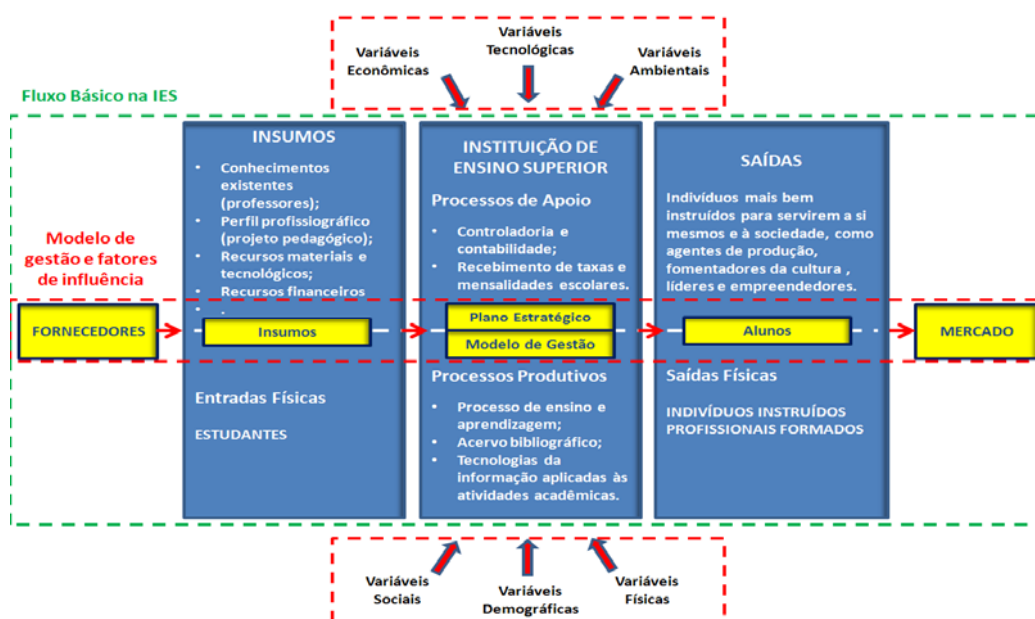 Variáveis
Econômicas
Variáveis
Tecnológicas
Variáveis
Ambientais
Fluxo Básico na IES
Modelo de
gestão e fatores
de influência
FORNECEDORES
INSUMOS
• Conhecimentos
existentes
(professores);
• Perfil profissiográfico
(projeto pedagógico);
• Recursos materiais e
tecnológicos;
• Recursos financeiros
• .
Insumos
Entradas Físicas
ESTUDANTES
INSTITUIÇÃO DE
ENSINO SUPERIOR
Processos de Apoio
• Controladoria e
contabilidade;
• Recebimento de taxas e
mensalidades escolares.
Plano Estratégico
Modelo de Gestão
Processos Produtivos
• Processo de ensino e
aprendizagem;
• Acervo bibliográfico;
• Tecnologias da
informação aplicadas às
atividades acadêmicas.
SAÍDAS
Indivíduos mais bem
instruídos para servirem a si
mesmos e à sociedade, como
agentes de produção,
fomentadores da cultura ,
líderes e empreendedores.
Alunos
Saídas Físicas
INDIVÍDUOS INSTRUÍDOS
PROFISSIONAIS FORMADOS
MERCADO
Variáveis
Sociais
Variáveis
Demográficas
Variáveis
Físicas